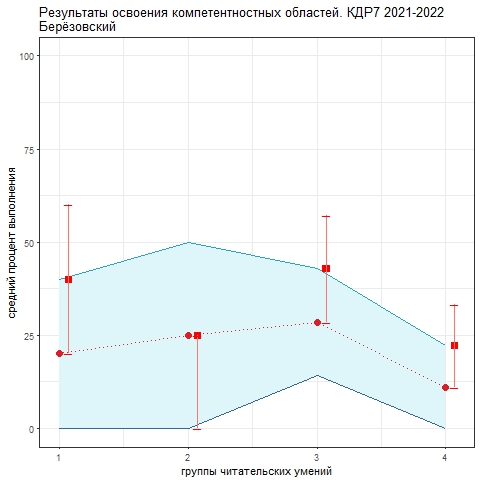 Результаты освоения компетентностных областей. КДР7 2021-2022
Берёзовский
100
75
50
25
0
средний процент выполнения
1 2 3 4
группы читательских умений